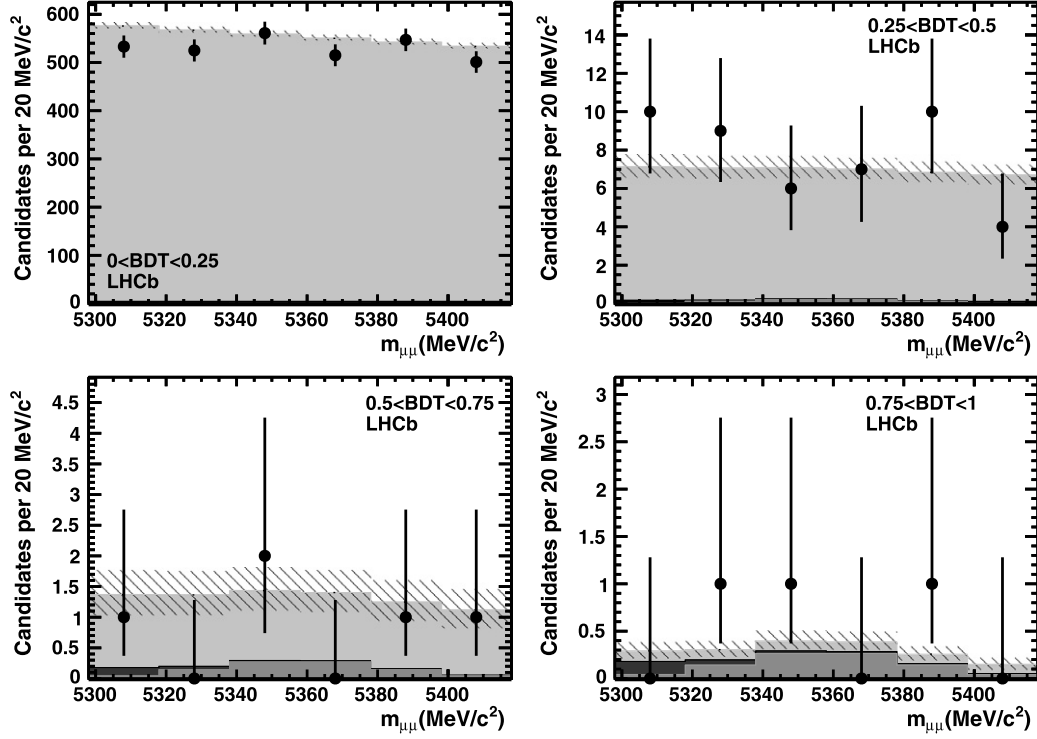 Candidates per 20 MeV/c²
600
500
400
300
200
100
0
0<BDT<0.25
LHCb
5300 5320 5340 5360 5380 5400
mμμ(MeV/c²)
Candidates per 20 MeV/c²
14
12
10
8
6
4
2
0
0.25<BDT<0.5
LHCb
5300 5320 5340 5360 5380 5400
mμμ(MeV/c²)
Candidates per 20 MeV/c²
4.5
4
3.5
3
2.5
2
1.5
1
0.5
0
0.5<BDT<0.75
LHCb
5300 5320 5340 5360 5380 5400
mμμ(MeV/c²)
Candidates per 20 MeV/c²
3
2.5
2
1.5
1
0.5
0
0.75<BDT<1
LHCb
5300 5320 5340 5360 5380 5400
mμμ(MeV/c²)